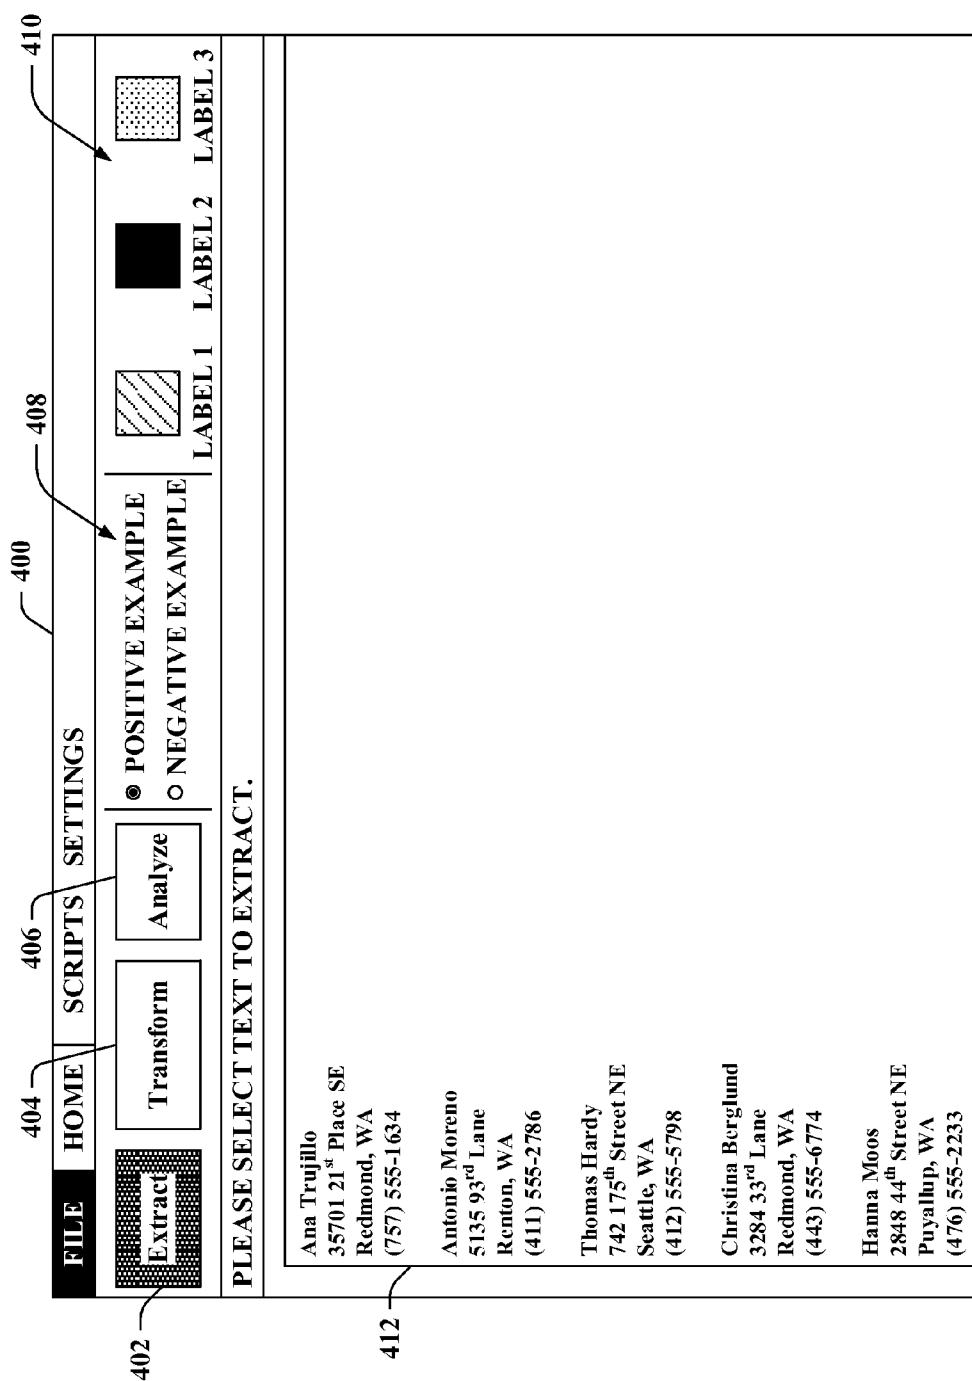 400
410
408
406
404
402
412
FILE HOME SCRIPTS SETTINGS
Extract Transform Analyze
POSITIVE EXAMPLE
NEGATIVE EXAMPLE
LABEL 1 LABEL 2 LABEL 3
PLEASE SELECT TEXT TO EXTRACT.
Ana Trujillo
35701 21st Place SE
Redmond, WA
(757) 555-1634
Antonio Moreno
5135 93rd Lane
Renton, WA
(411) 555-2786
Thomas Hardy
742 175th Street NE
Seattle, WA
(412) 555-5798
Christina Berglund
3284 33rd Lane
Redmond, WA
(443) 555-6774
Hanna Moos
2848 44th Street NE
Puyallup, WA
(476) 555-2233